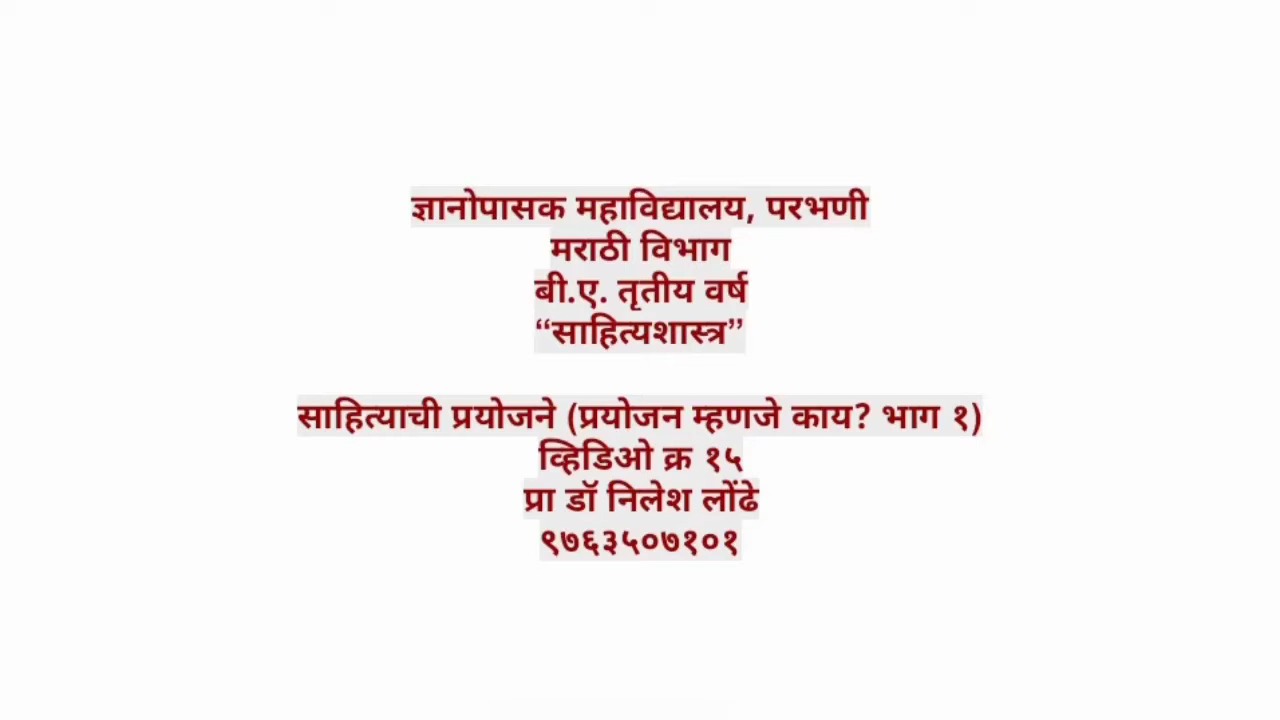 ज्ञानोपासक महाविद्यालय, परभणी
मराठी विभाग
बी.ए. तृतीय वर्ष
“साहित्यशास्त्र”
साहित्याची प्रयोजने (प्रयोजन म्हणजे काय? भाग १)
व्हिडिओ क्र १५
प्रा डॉ निलेश लोंढे
९७६३५०७१०१